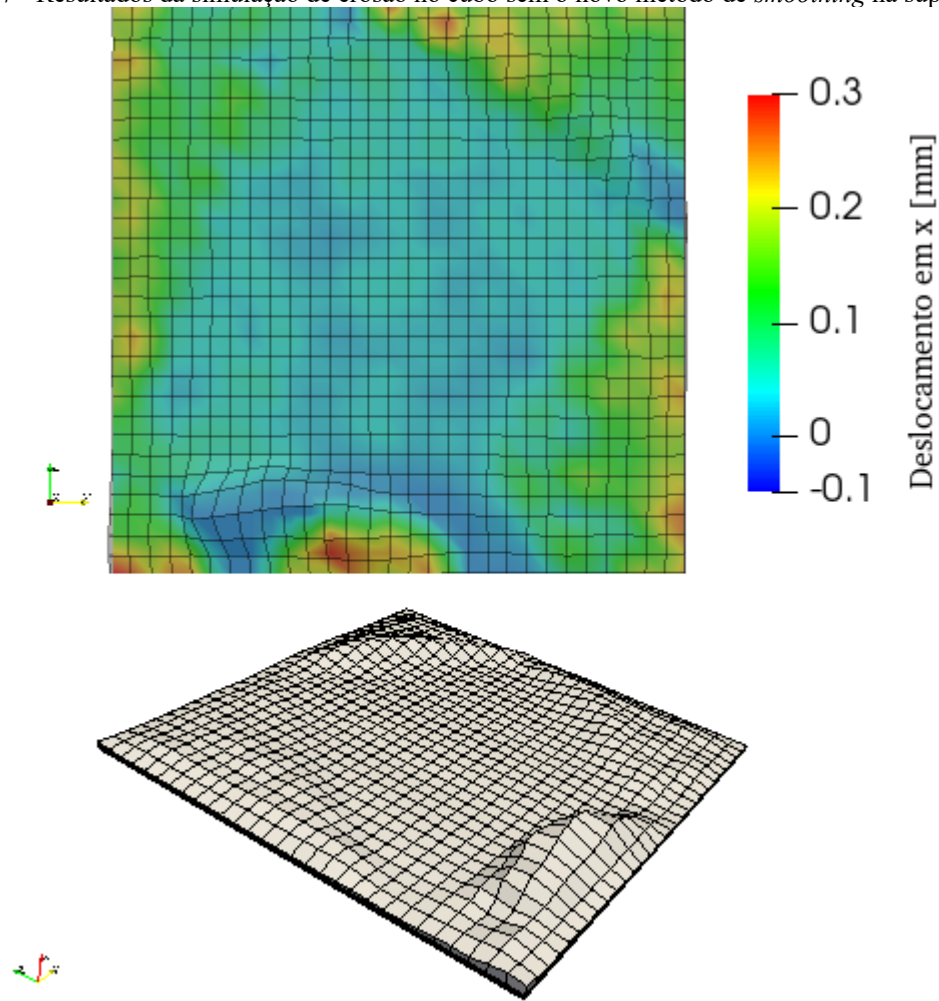 Resultados da simulação de erosão no cubo sem o novo método de smoothing na sup
0.3
0.2
0.1
0
-0.1
Deslocamento em x [mm]